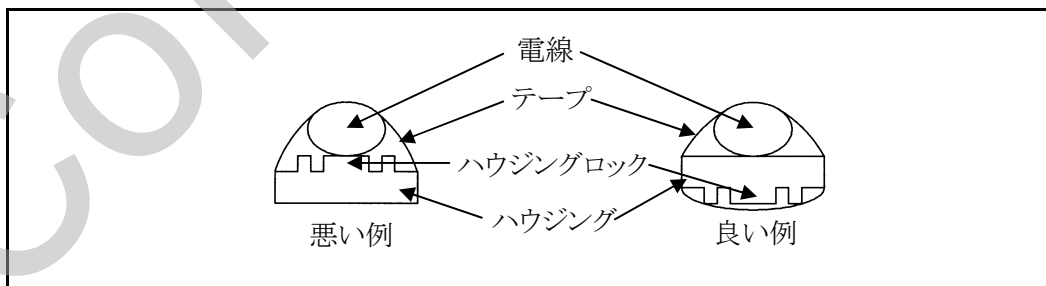 電線
テープ
ハウジングロック
ハウジング
悪い例
良い例